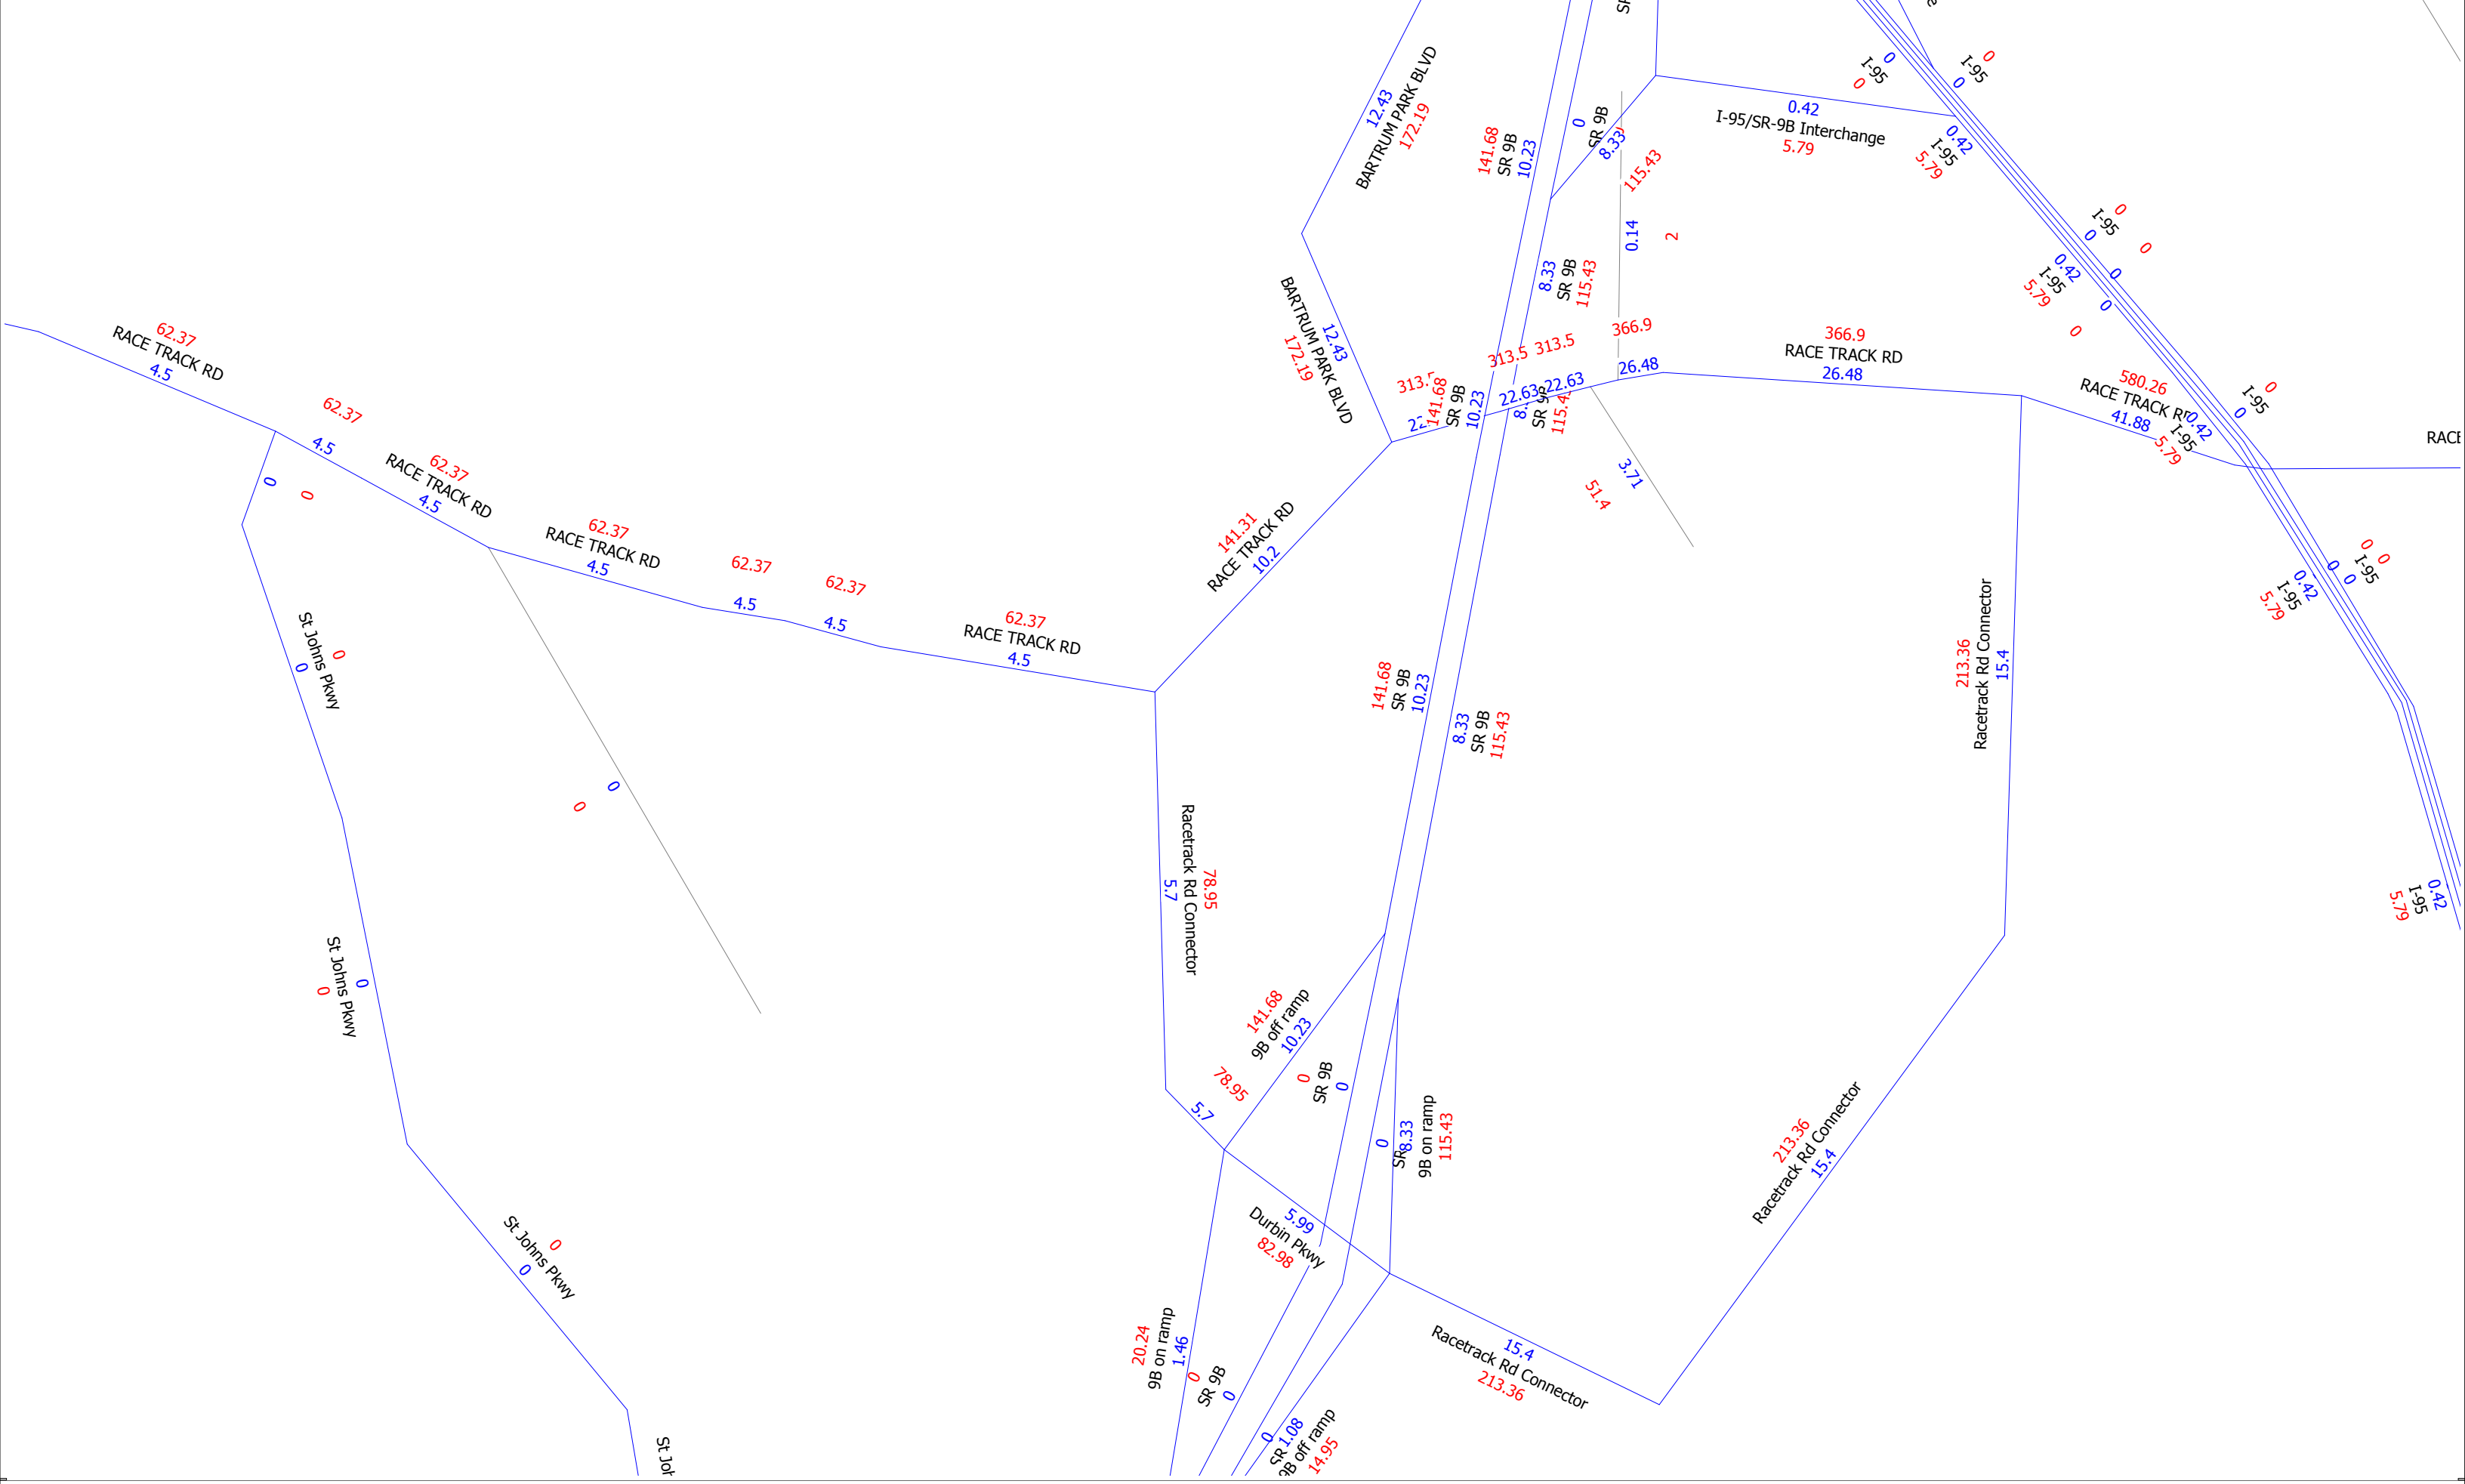 BARTRUM PARK BLVD
12.43
172.19
141.68
SR 9B
10.23
0
SR 9B
8.33
115.43
0.42
I-95/SR-9B Interchange
5.79
0
I-95
0
0
I-95
0
0.42
I-95
5.79
0
I-95
0
0
0
0.42
I-95
5.79
0
0
0.14
2
8.33
SR 9B
115.43
BARTRUM PARK BLVD
12.43
172.19
62.37
RACE TRACK RD
4.5
62.37
4.5
62.37
RACE TRACK RD
4.5
62.37
RACE TRACK RD
4.5
62.37
4.5
62.37
4.5
62.37
RACE TRACK RD
4.5
141.31
RACE TRACK RD
10.2
141.68
SR 9B
10.23
313.5
22.63
313.5
22.63
366.9
26.48
SR 9B
366.9
RACE TRACK RD
26.48
580.26
RACE TRACK RD
41.88
0.42
I-95
5.79
0
I-95
0
3.71
51.4
0
0
St Johns Pkwy
0
0
0
0
141.68
SR 9B
10.23
8.33
SR 9B
115.43
213.36
Racetrack Rd Connector
15.4
0
0
I-95
0
0
0.42
I-95
5.79
0.42
I-95
5.79
Racetrack Rd Connector
78.95
5.7
St Johns Pkwy
0
0
141.68
9B off ramp
10.23
78.95
5.7
0
SR 9B
0
0
8.33
9B on ramp
115.43
213.36
Racetrack Rd Connector
15.4
5.99
Durbin Pkwy
82.98
St Johns Pkwy
0
0
20.24
9B on ramp
1.46
0
SR 9B
0
15.4
Racetrack Rd Connector
213.36
0
SR
1.08
9B off ramp
14.95